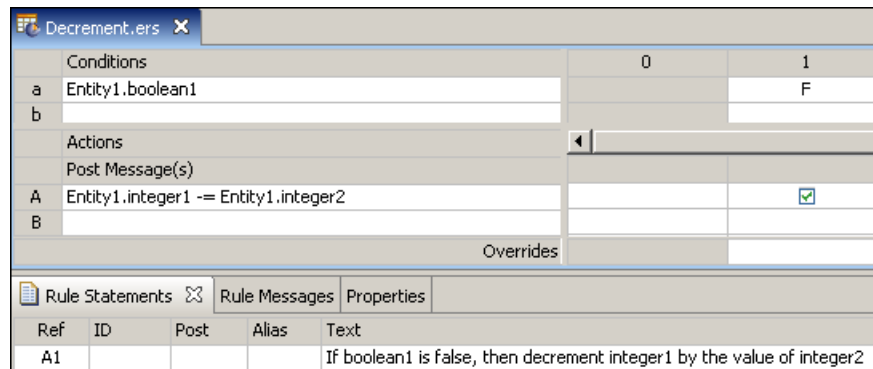 Decrement.ers
Conditions 0 1
a Entity1.boolean1 F
b
Actions
Post Message(s)
A Entity1.integer1 -= Entity1.integer2
B
Overrides
Rule Statements Rule Messages Properties
Ref ID Post Alias Text
A1 If boolean1 is false, then decrement integer1 by the value of integer2